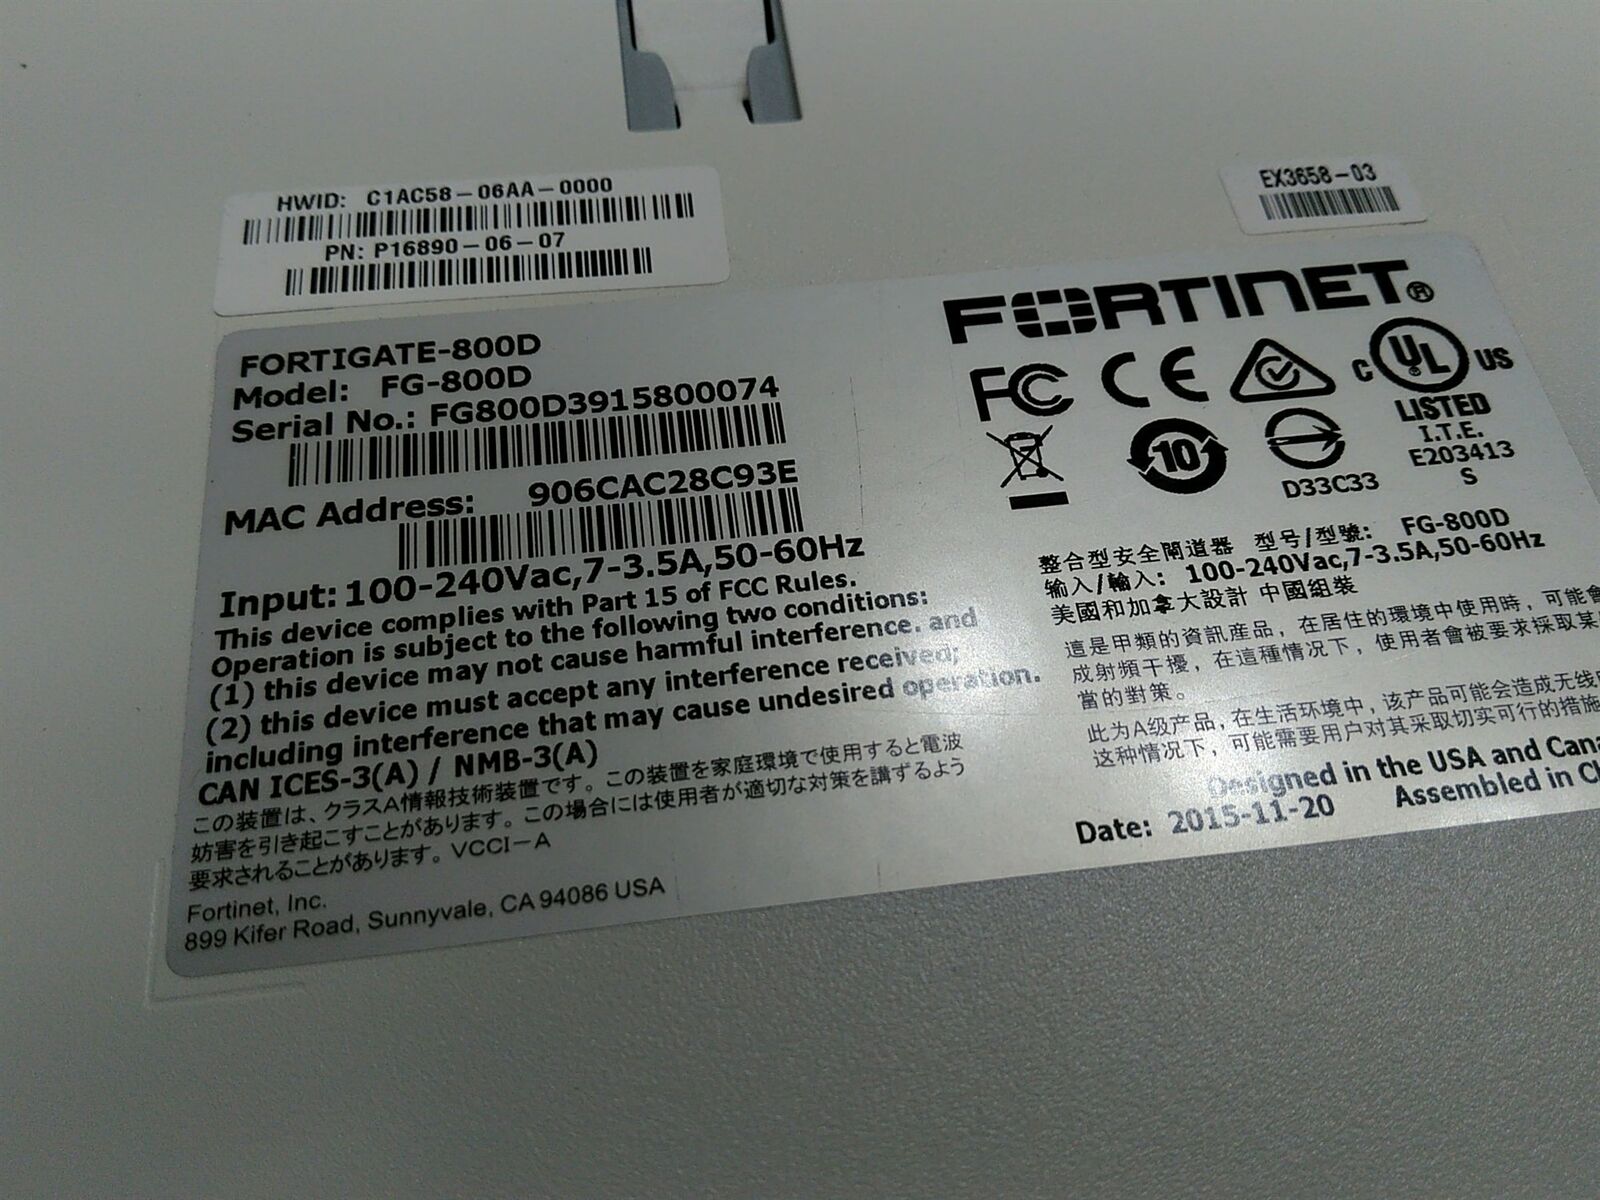 HWID: C1AC58-06AA-0000
PN: P16890-06-07
EX3658-03
FORTIGATE-800D
Model: FG-800D
Serial No.: FG800D3915800074
MAC Address: 906CAC28C93E
Input: 100-240Vac,7-3.5A,50-60Hz
This device complies with Part 15 of FCC Rules.
Operation is subject to the following two conditions:
(1) this device may not cause harmful interference. and
(2) this device must accept any interference received;
including interference that may cause undesired operation.
CAN ICES-3(A) / NMB-3(A)
この装置は、クラスA情報技術装置です。この装置を家庭環境で使用すると電波
妨害を引き起こすことがあります。この場合には使用者が適切な対策を講ずるよう
要求されることがあります。VCCI-A
Fortinet, Inc.
899 Kifer Road, Sunnyvale, CA 94086 USA
FORTINET®
FC CE
C UL US
LISTED
I.T.E.
E203413
S
10
D33C33
整合型安全閘道器 型号/型號: FG-800D
输入/輸入: 100-240Vac,7-3.5A,50-60Hz
美國和加拿大設計 中國組裝
這是甲類的資訊產品，在居住的環境中使用時，可能會
成射頻干擾，在這種情況下，使用者會被要求採取某
當的對策。
此为A级产品，在生活环境中，该产品可能会造成无线
这种情况下，可能需要用户对其采取切实可行的措施
Designed in the USA and
Assembled in
Date: 2015-11-20